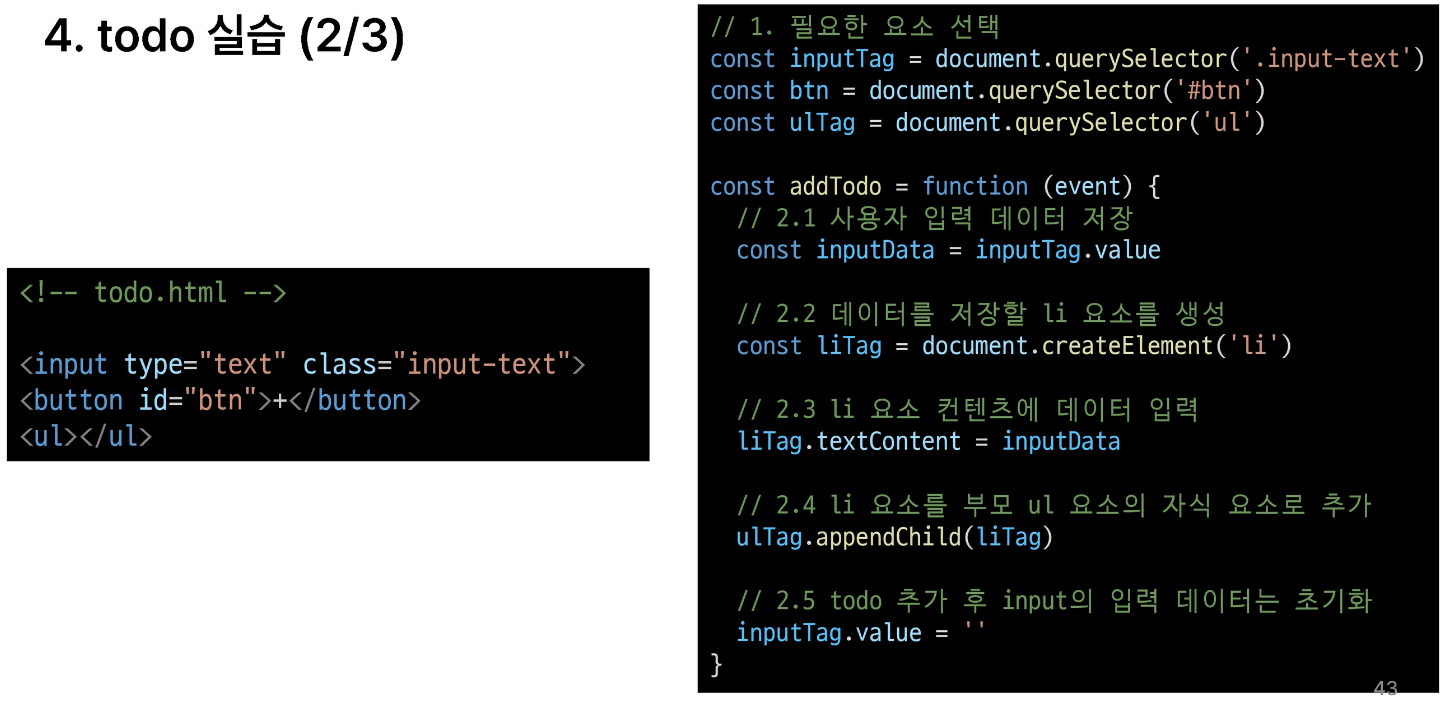 4. todo 실습 (2/3)
<!-- todo.html -->
<input type="text" class="input-text">
<button id="btn">+</button>
<ul></ul>
// 1. 필요한 요소 선택
const inputTag = document.querySelector('.input-text')
const btn = document.querySelector('#btn')
const ulTag = document.querySelector('ul')
const addTodo = function (event) {
  // 2.1 사용자 입력 데이터 저장
  const inputData = inputTag.value
  // 2.2 데이터를 저장할 li 요소를 생성
  const liTag = document.createElement('li')
  // 2.3 li 요소 컨텐츠에 데이터 입력
  liTag.textContent = inputData
  // 2.4 li 요소를 부모 ul 요소의 자식 요소로 추가
  ulTag.appendChild(liTag)
  // 2.5 todo 추가 후 input의 입력 데이터는 초기화
  inputTag.value = ''
}
43